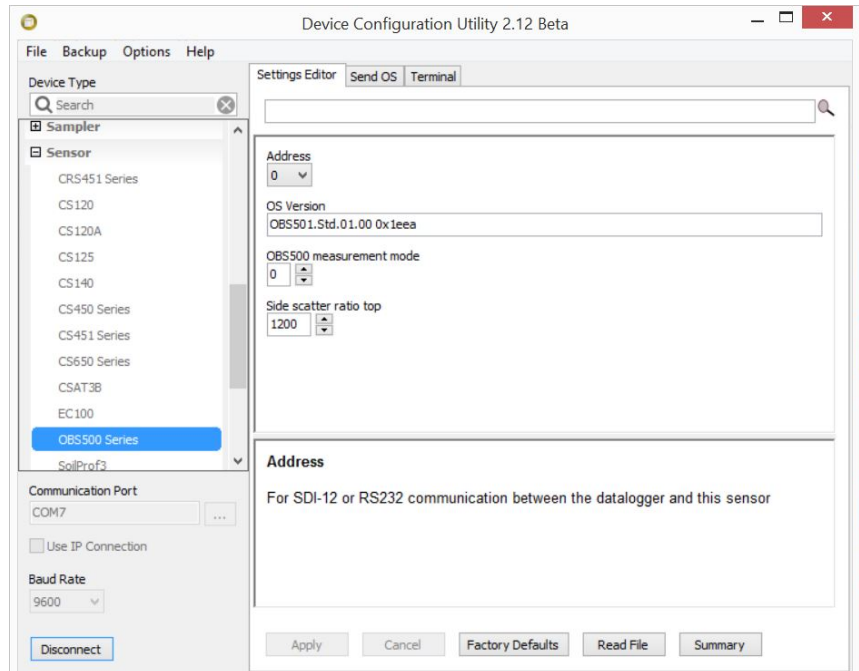 Device Configuration Utility 2.12 Beta
File Backup Options Help
Device Type
Search
Sampler
Sensor
CRS451 Series
CS120
CS120A
CS125
CS140
CS450 Series
CS451 Series
CS650 Series
CSAT3B
EC100
OBS500 Series
SoilProf3
Communication Port
COM7
...
Use IP Connection
Baud Rate
9600
Disconnect
Settings Editor Send OS Terminal
Address
0
OS Version
OBS501.Std.01.00 0x1eea
OBS500 measurement mode
0
Side scatter ratio top
1200
Address
For SDI-12 or RS232 communication between the datalogger and this sensor
Apply Cancel Factory Defaults Read File Summary